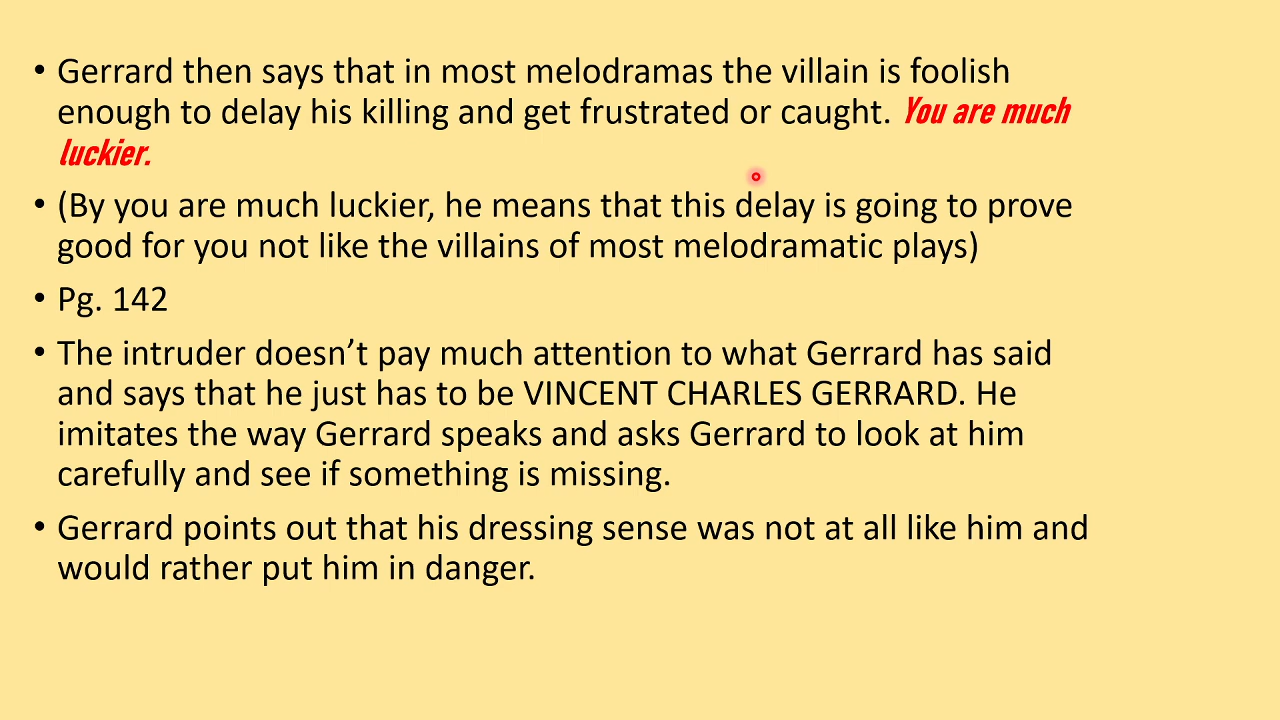 • Gerrard then says that in most melodramas the villain is foolish
enough to delay his killing and get frustrated or caught. You are much
luckier.
• (By you are much luckier, he means that this delay is going to prove
good for you not like the villains of most melodramatic plays)
• Pg. 142
• The intruder doesn’t pay much attention to what Gerrard has said
and says that he just has to be VINCENT CHARLES GERRARD. He
imitates the way Gerrard speaks and asks Gerrard to look at him
carefully and see if something is missing.
• Gerrard points out that his dressing sense was not at all like him and
would rather put him in danger.